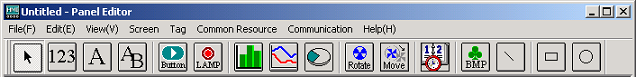 Untitled - Panel Editor
File(F) Edit(E) View(V) Screen Tag Common Resource Communication Help(H)
123 A AB Button LAMP Rotate Move 12 BMP